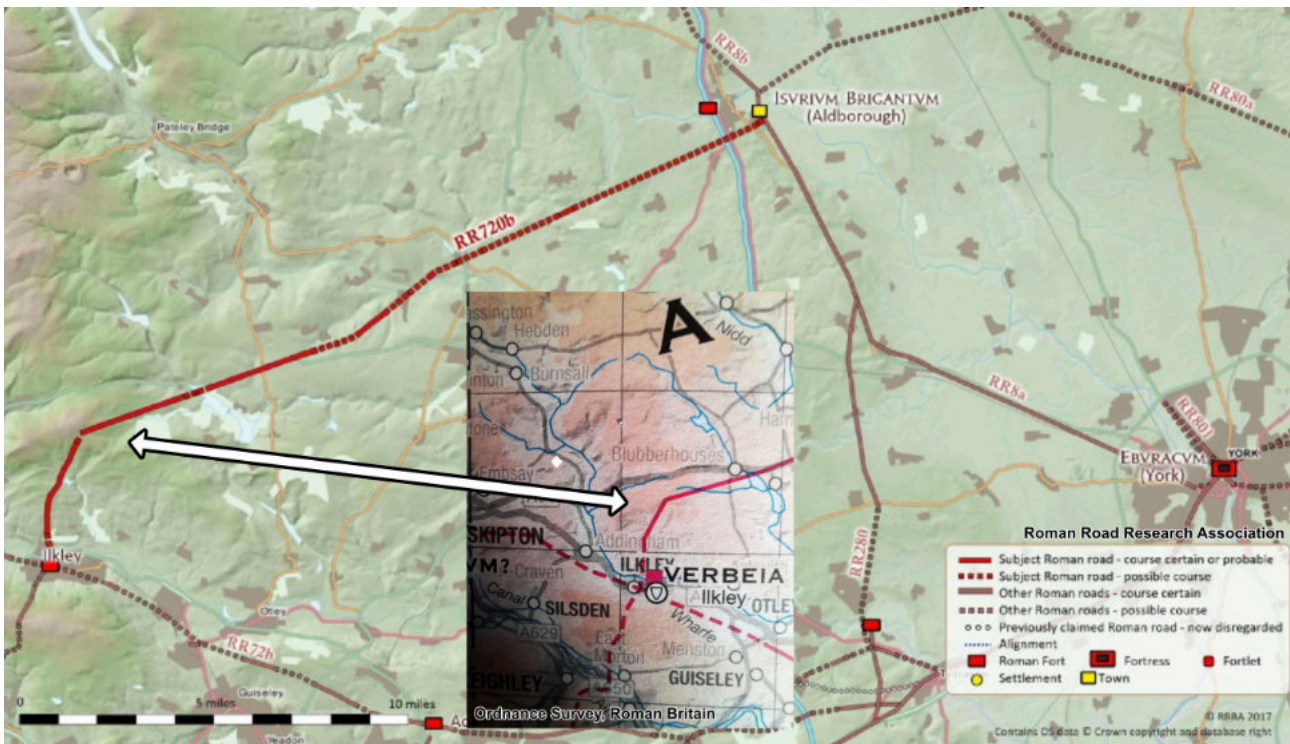 RR8b
RR80a
ISVRIVM BRIGANTVM
(Aldborough)
Pateley Bridge
RR720b
A
Nidd
Hebden
Burnsall
RR8a
RR801
Blubberhouses
Embsay
EBVRACVM
(York)
YORK
SKIPTON
Addingham
Roman Road Research Association
Ilkley
VM?
Craven
ILKLEY
VERBEIA
Ilkley
RR280
Subject Roman road - course certain or probable
Subject Roman road - possible course
Other Roman roads - course certain
Other Roman roads - possible course
Previously claimed Roman road - now disregarded
Alignment
Roman Fort
Fortress
Fortlet
Settlement
Town
Canal
SILSDEN
OTLEY
Otley
Wharfe
A629
RR72b
Morton
Menston
Guiseley
GUISELEY
0
5 miles
10 miles
Yeadon
Ordnance Survey, Roman Britain
© RRRA 2017
Contains OS data © Crown copyright and database right